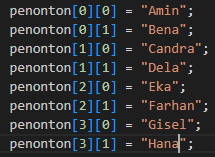 penonton[0][0] = "Amin";
penonton[0][1] = "Bena";
penonton[1][0] = "Candra";
penonton[1][1] = "Dela";
penonton[2][0] = "Eka";
penonton[2][1] = "Farhan";
penonton[3][0] = "Gisel";
penonton[3][1] = "Hana";